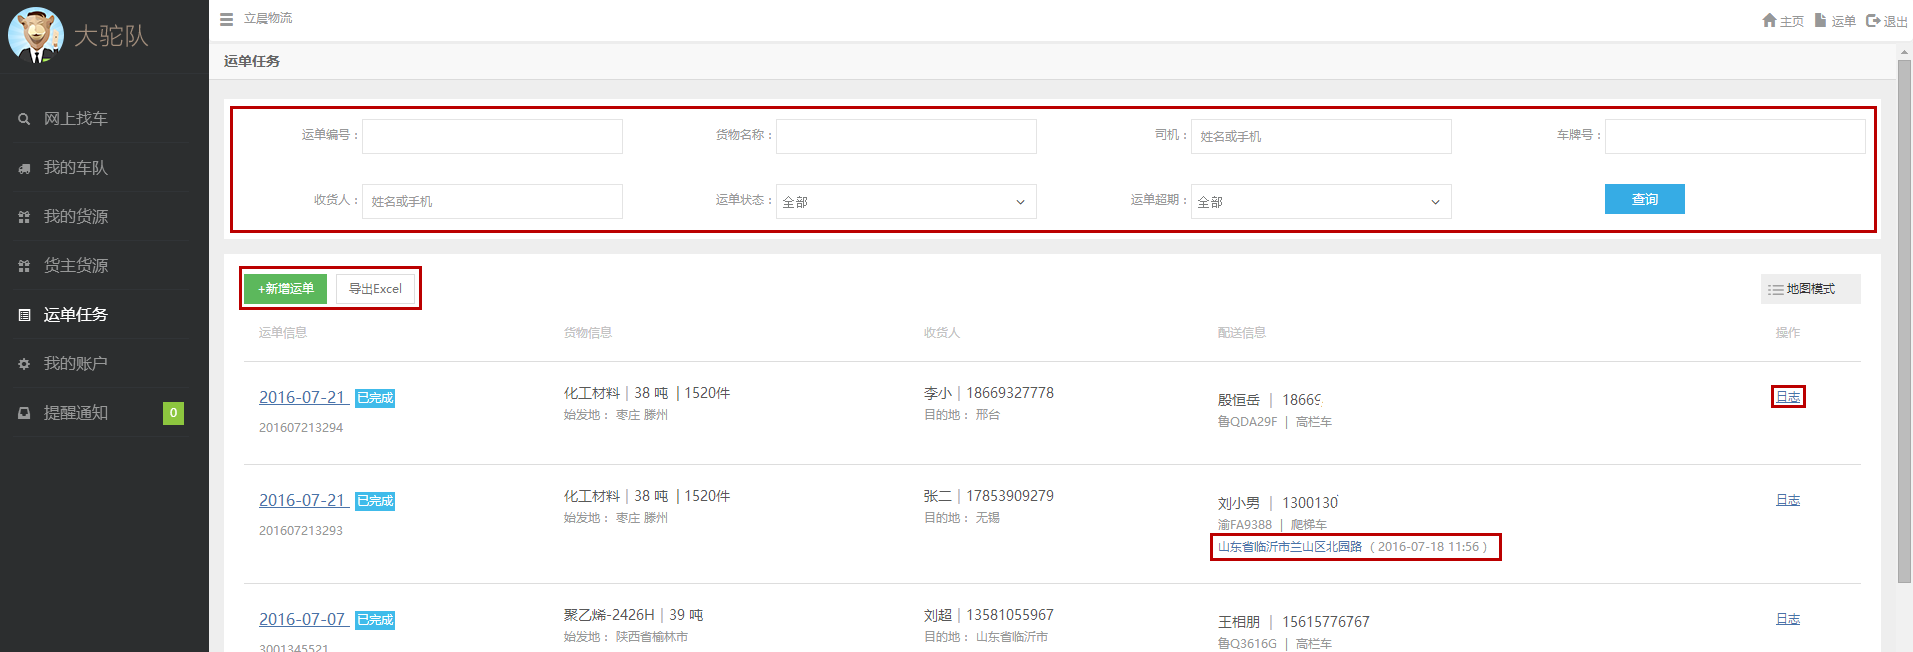 大驼队
立晨物流
主页 运单 退出
运单任务
网上找车
我的车队
我的货源
货主货源
运单任务
我的账户
提醒通知 0
运单编号： 货物名称： 司机： 姓名或手机 车牌号：
收货人： 姓名或手机 运单状态： 全部 运单超期： 全部 查询
+新增运单 导出Excel 地图模式
运单信息 货物信息 收货人 配送信息 操作
2016-07-21 已完成 化工材料 | 38 吨 | 1520件 李小 | 18669327778 殷恒岳 | 18669 日志
201607213294 始发地： 枣庄 滕州 目的地： 邢台 鲁QDA29F | 高栏车
2016-07-21 已完成 化工材料 | 38 吨 | 1520件 张二 | 17853909279 刘小男 | 1300130 日志
201607213293 始发地： 枣庄 滕州 目的地： 无锡 渝FA9388 | 爬梯车
山东省临沂市兰山区北园路 （ 2016-07-18 11:56 ）
2016-07-07 已完成 聚乙烯-2426H | 39 吨 刘超 | 13581055967 王相朋 | 15615776767 日志
3001345521 始发地： 陕西省榆林市 目的地： 山东省临沂市 鲁Q3616G | 高栏车